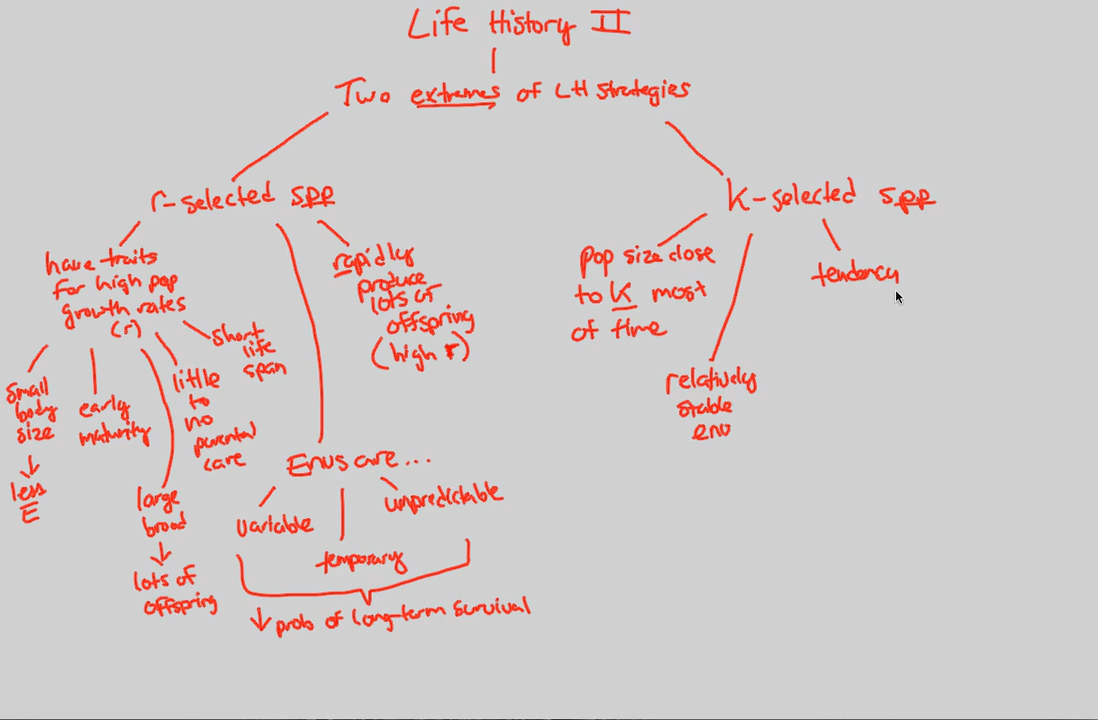 Life History II
Two extremes of LH strategies
r-selected spp
have traits
for high pop
growth rates
(r)
small
body
size
less
E
early
maturity
large
brood
lots of
offspring
little
to
no
parental
care
short
life
span
Envs are...
variable
temporary
unpredictable
↓ prob of long-term survival
rapidly
produce
lots of
offspring
(high r)
K-selected spp
pop size close
to K most
of time
relatively
stable
env
tendency